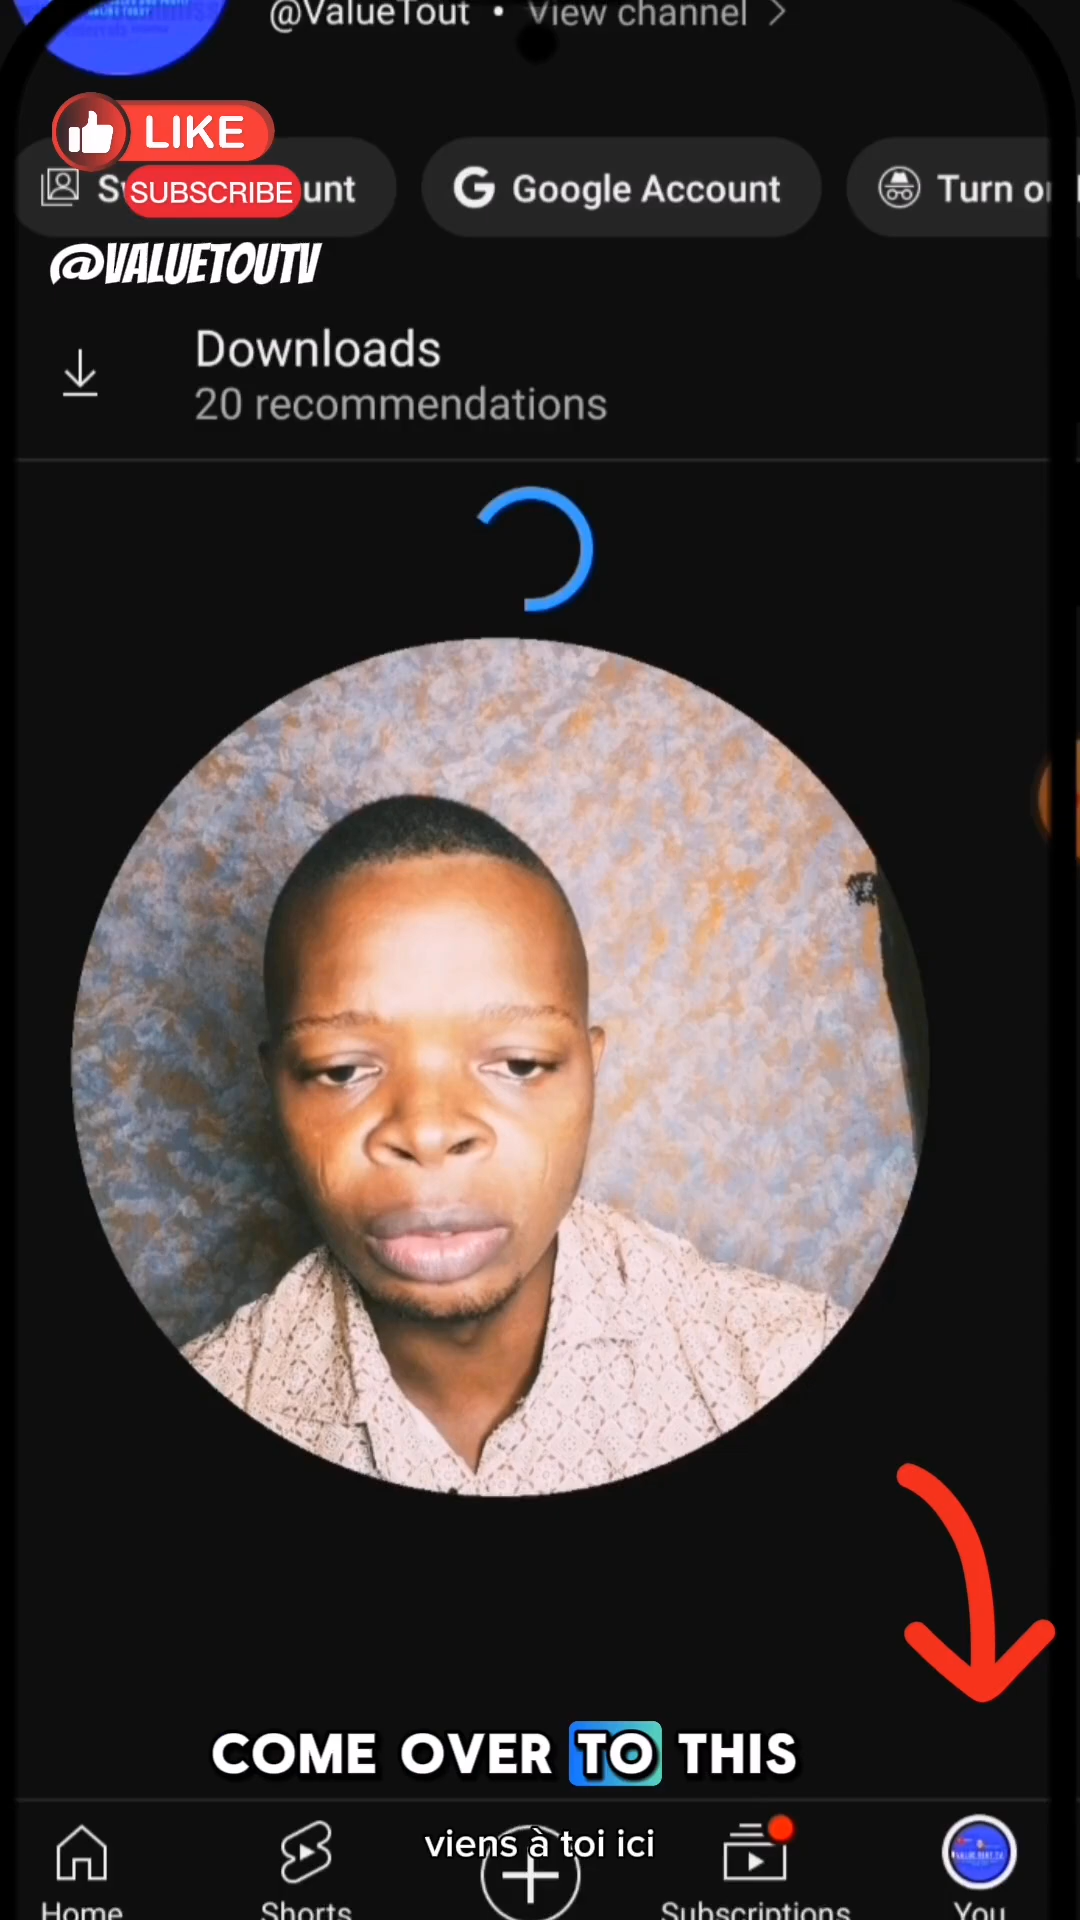 @ValueTout • View channel
LIKE
SUBSCRIBE
unt
Google Account
Turn on
@VALUETOUTV
Downloads
20 recommendations
COME OVER TO THIS
viens à toi ici
Home
Shorts
Subscriptions
You